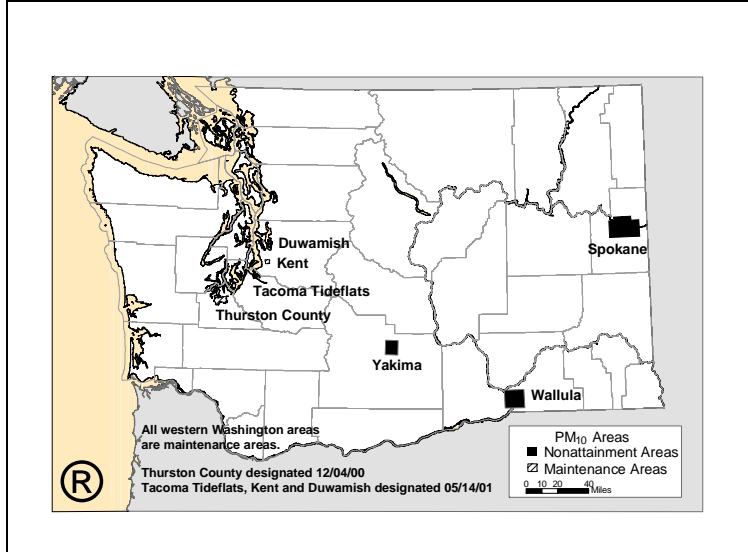 Duwamish
Spokane
Kent
Tacoma Tideflats
Thurston County
Yakima
Wallula
All western Washington areas
are maintenance areas.
Thurston County designated 12/04/00
Tacoma Tideflats, Kent and Duwamish designated 05/14/01
®
PM10 Areas
Nonattainment Areas
Maintenance Areas
0 10 20 40
Miles